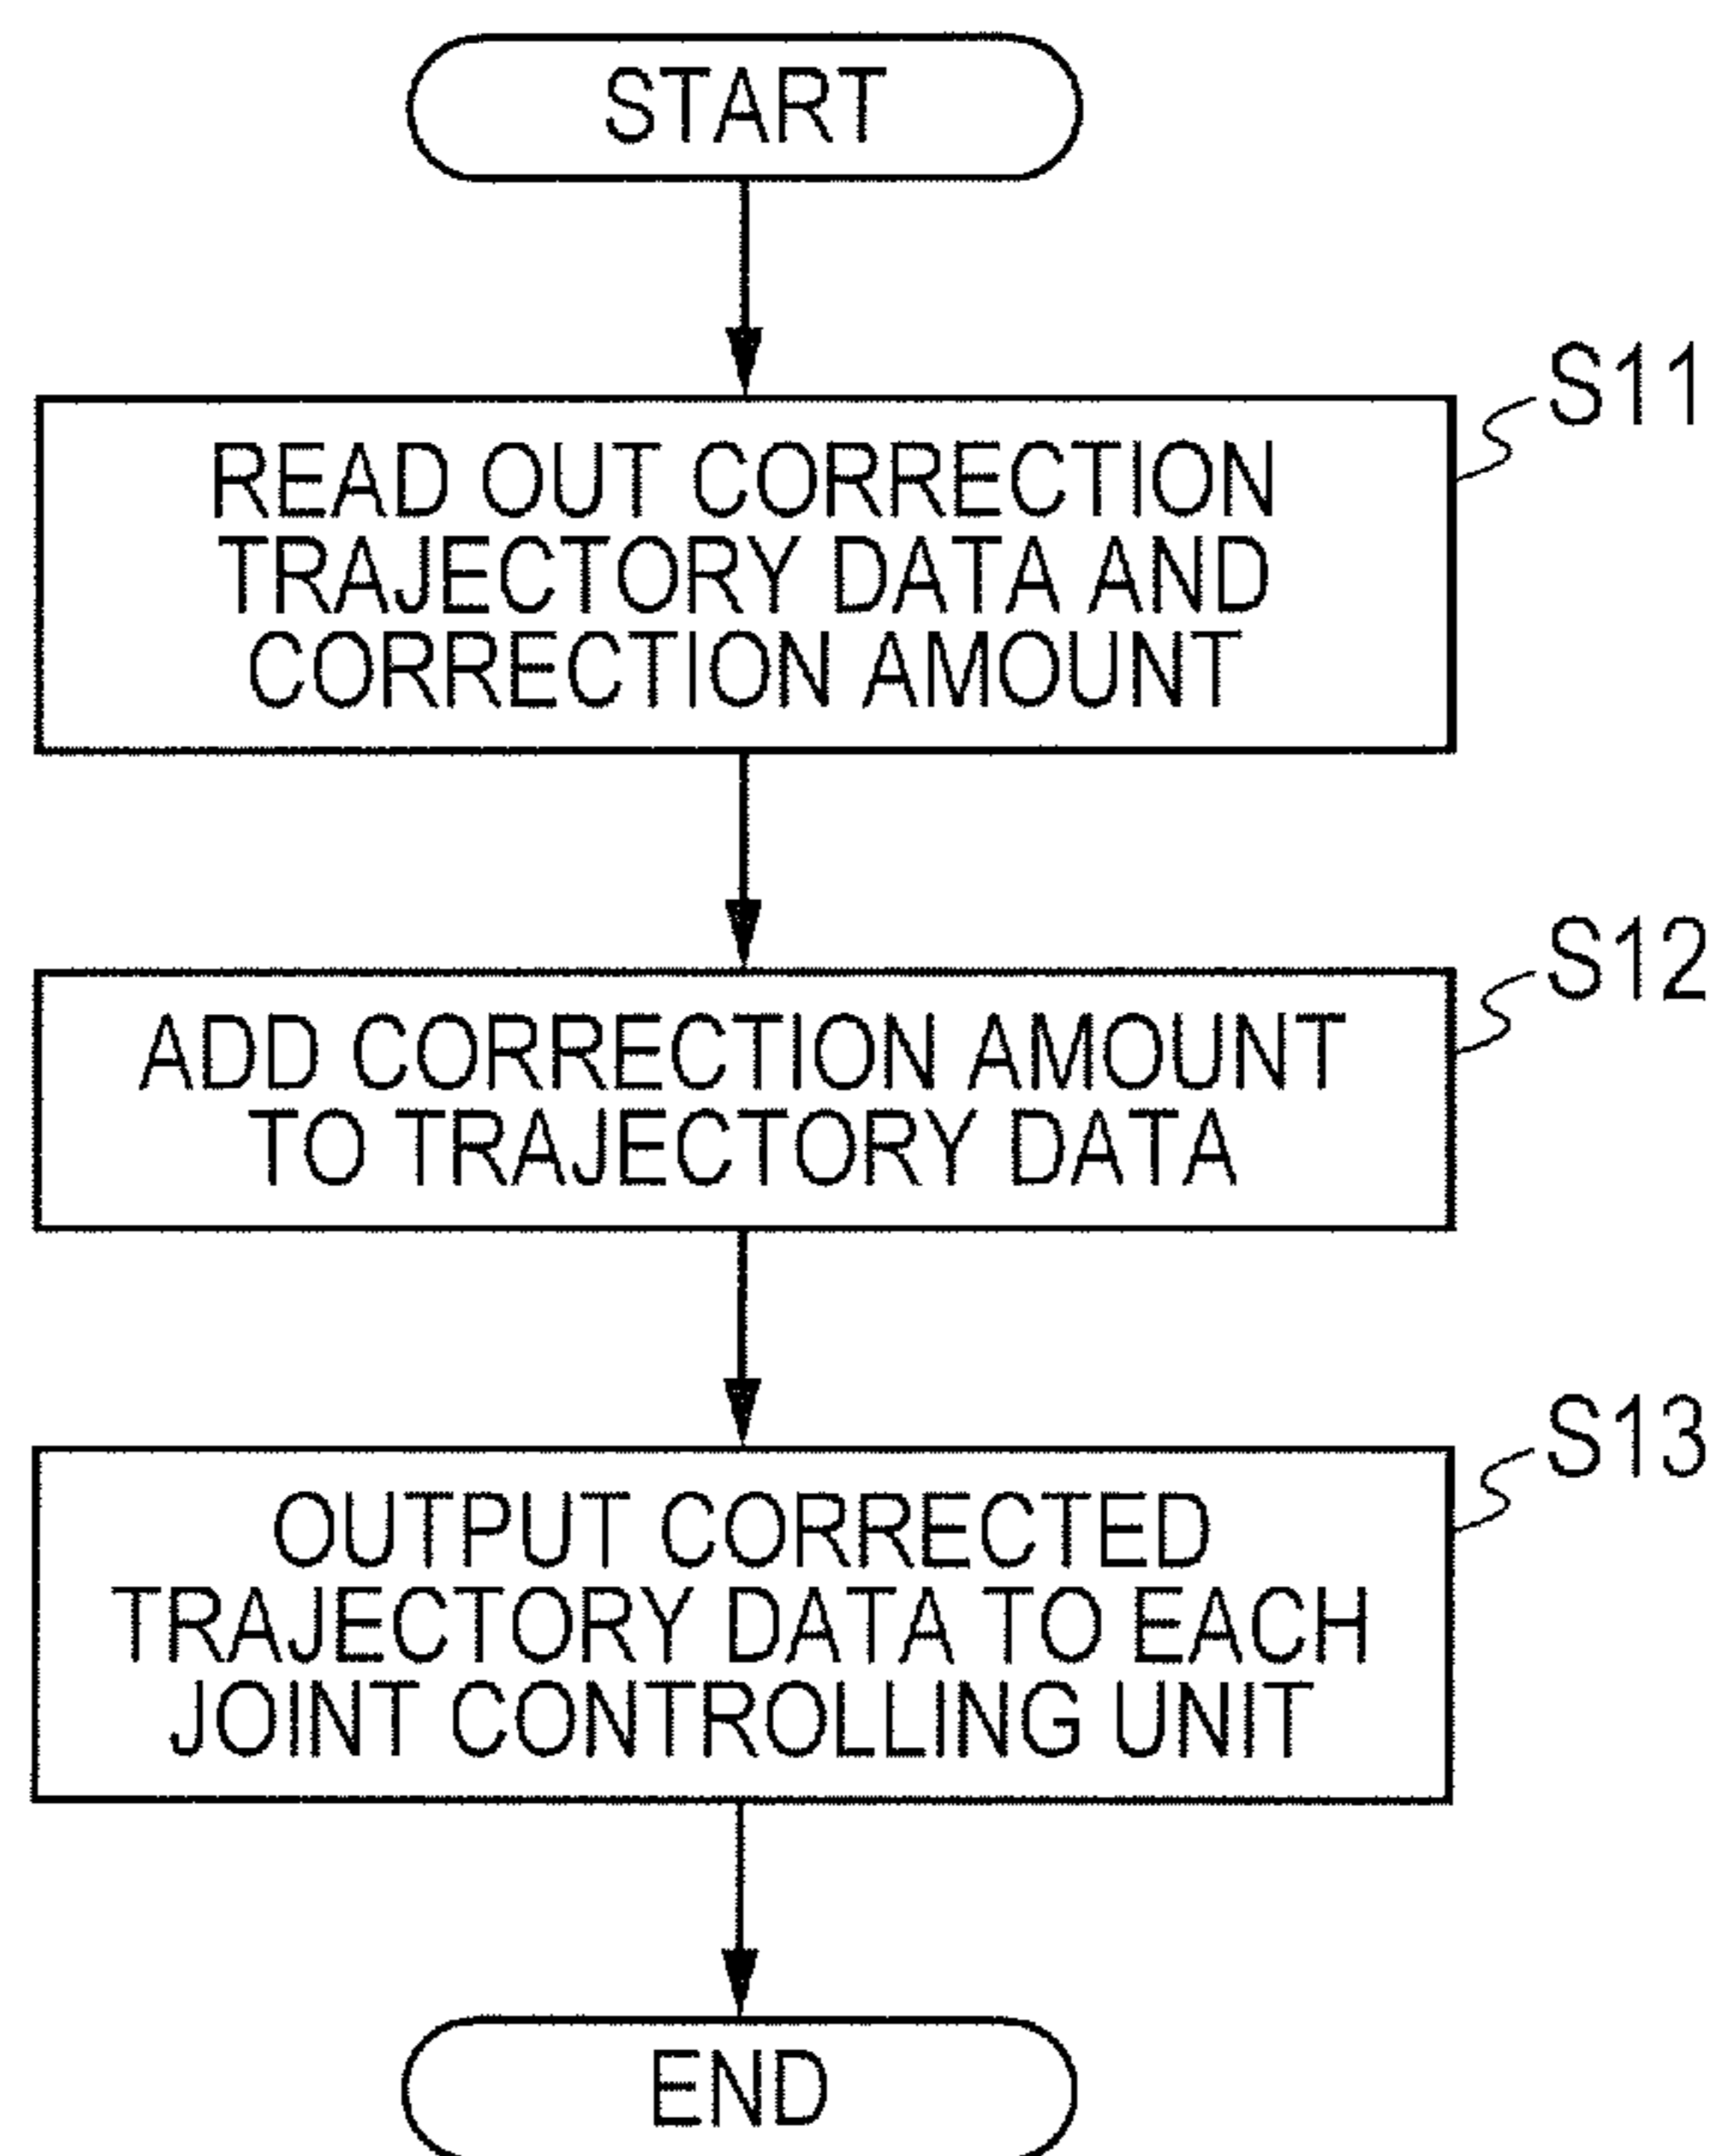 START
S11
READ OUT CORRECTION
TRAJECTORY DATA AND
CORRECTION AMOUNT
S12
ADD CORRECTION AMOUNT
TO TRAJECTORY DATA
S13
OUTPUT CORRECTED
TRAJECTORY DATA TO EACH
JOINT CONTROLLING UNIT
END